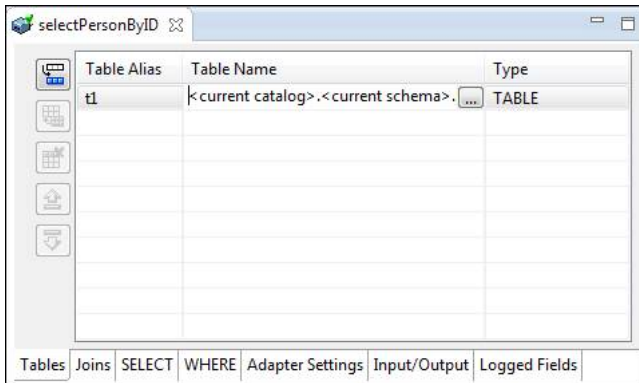 selectPersonByID
Table Alias Table Name Type
t1 <current catalog>.<current schema>. ... TABLE
Tables Joins SELECT WHERE Adapter Settings Input/Output Logged Fields